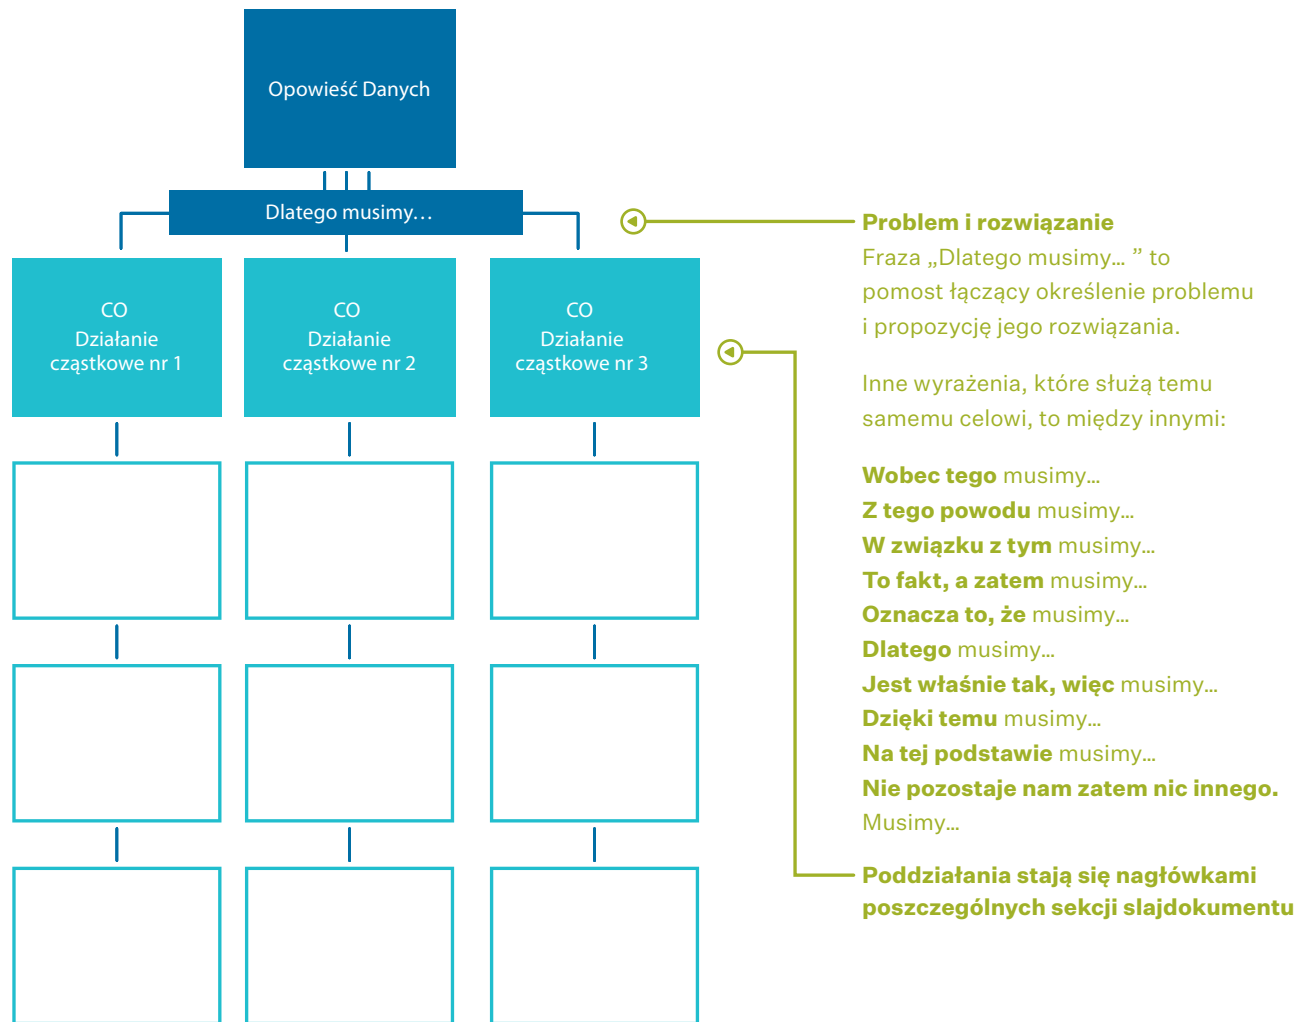 Opowieść Danych
Dlatego musimy…
CO
Działanie
cząstkowe nr 1
CO
Działanie
cząstkowe nr 2
CO
Działanie
cząstkowe nr 3
Problem i rozwiązanie
Fraza „Dlatego musimy… ” to
pomost łączący określenie problemu
i propozycję jego rozwiązania.
Inne wyrażenia, które służą temu
samemu celowi, to między innymi:
Wobec tego musimy…
Z tego powodu musimy…
W związku z tym musimy…
To fakt, a zatem musimy…
Oznacza to, że musimy…
Dlatego musimy…
Jest właśnie tak, więc musimy…
Dzięki temu musimy…
Na tej podstawie musimy…
Nie pozostaje nam zatem nic innego.
Musimy…
Poddziałania stają się nagłówkami
poszczególnych sekcji slajdokumentu